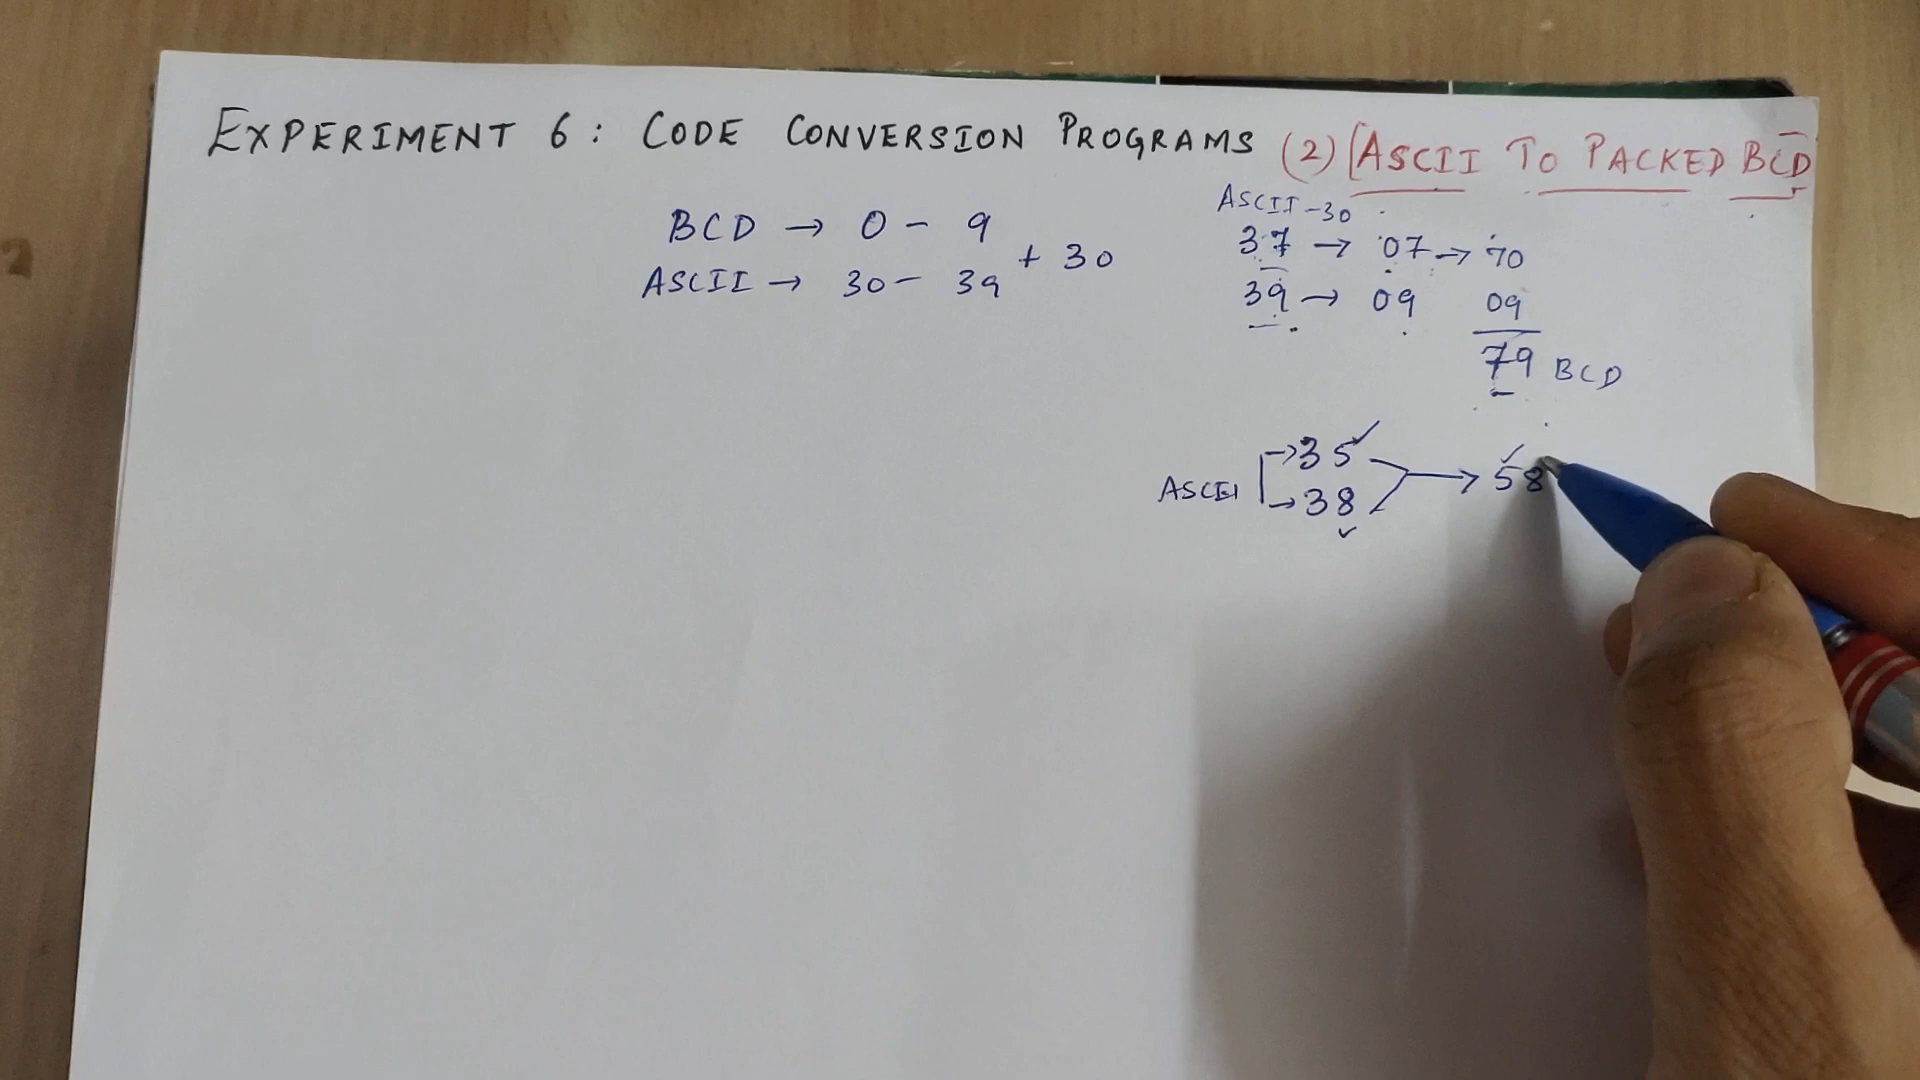 EXPERIMENT 6 : CODE CONVERSION PROGRAMS (2) [ASCII TO PACKED BCD
BCD → 0 - 9
ASCII → 30 - 39
+ 30
ASCII -30
37 → 07 → 70
39 → 09 09
79 BCD
ASCII →35
→38
→ 58